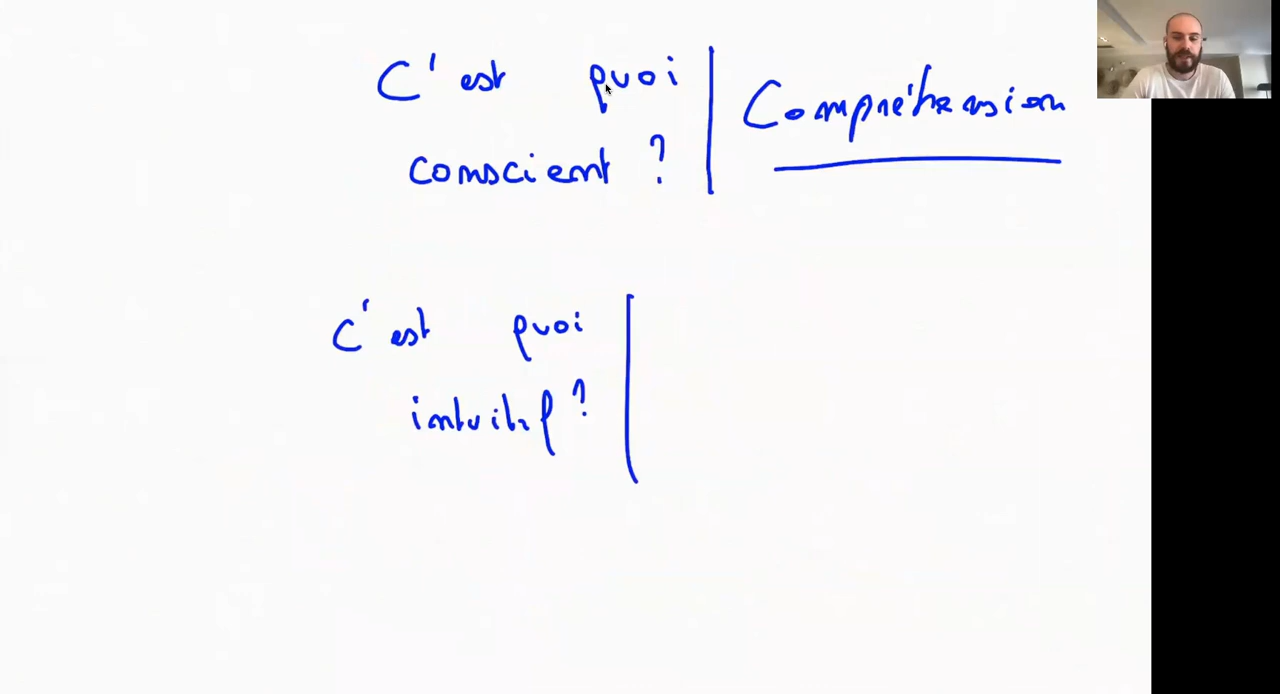 C'est quoi
conscient ?
Compréhension
C'est quoi
intuitif ?